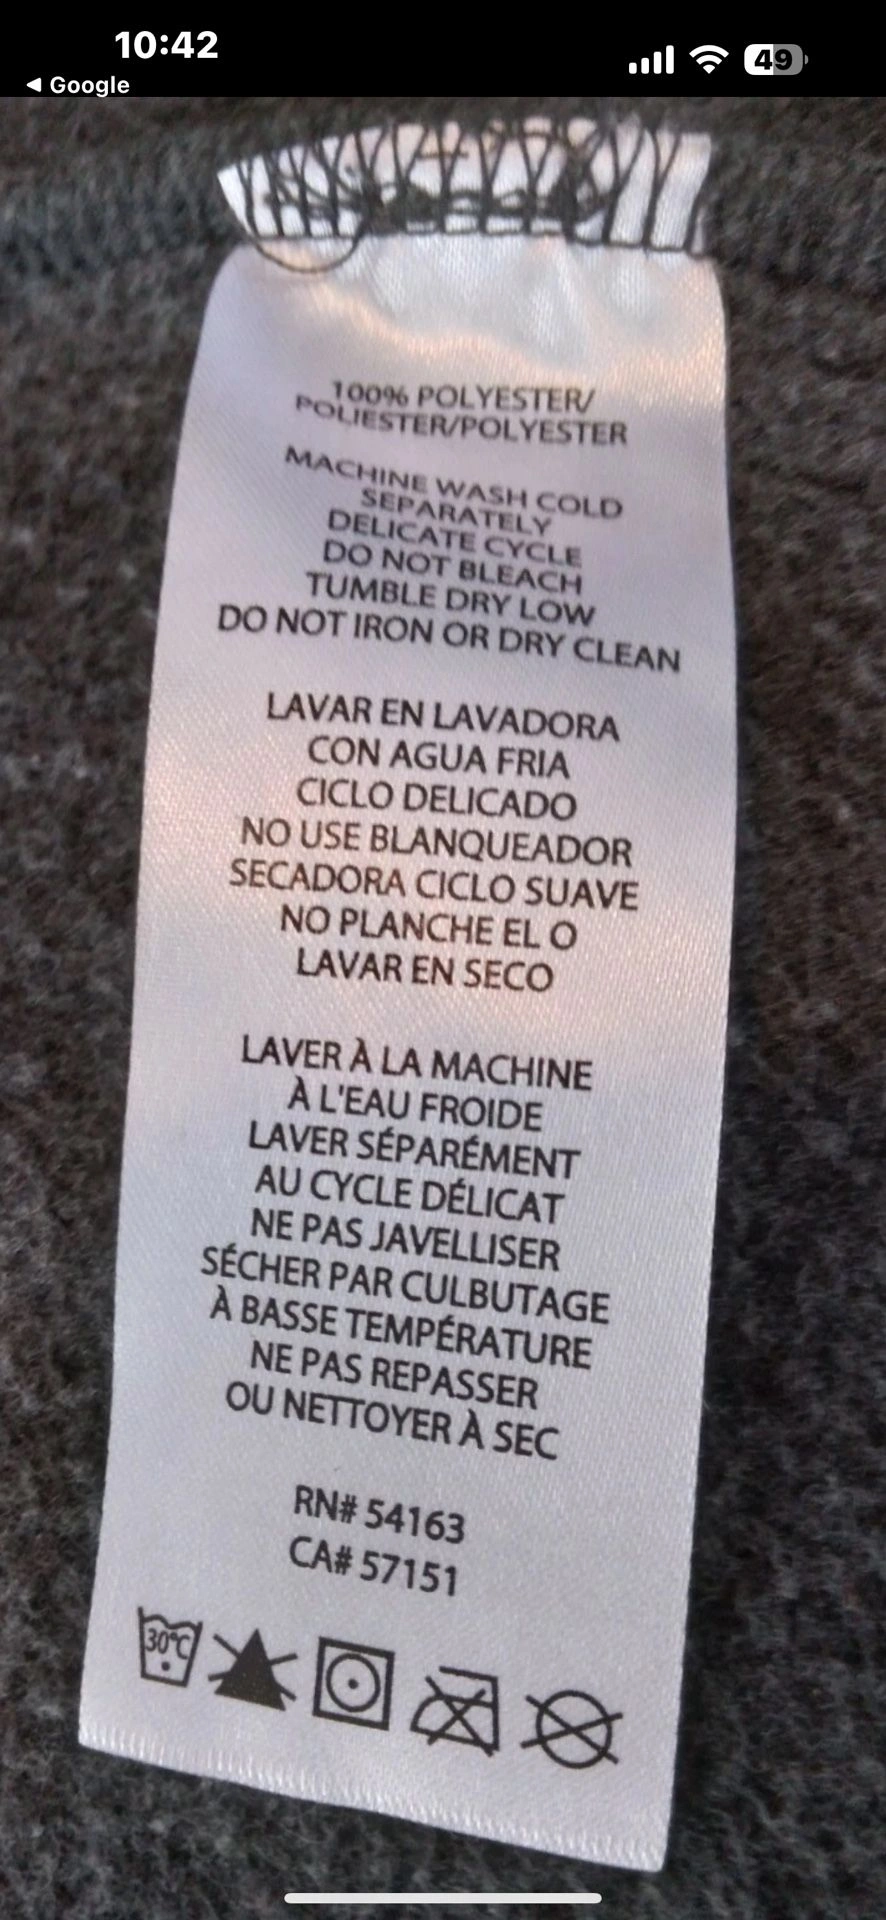 10:42
49
◀ Google
100% POLYESTER/
POLIESTER/POLYESTER
MACHINE WASH COLD
SEPARATELY
DELICATE CYCLE
DO NOT BLEACH
TUMBLE DRY LOW
DO NOT IRON OR DRY CLEAN
LAVAR EN LAVADORA
CON AGUA FRIA
CICLO DELICADO
NO USE BLANQUEADOR
SECADORA CICLO SUAVE
NO PLANCHE EL O
LAVAR EN SECO
LAVER À LA MACHINE
À L'EAU FROIDE
LAVER SÉPARÉMENT
AU CYCLE DÉLICAT
NE PAS JAVELLISER
SÉCHER PAR CULBUTAGE
À BASSE TEMPÉRATURE
NE PAS REPASSER
OU NETTOYER À SEC
RN# 54163
CA# 57151
30°C